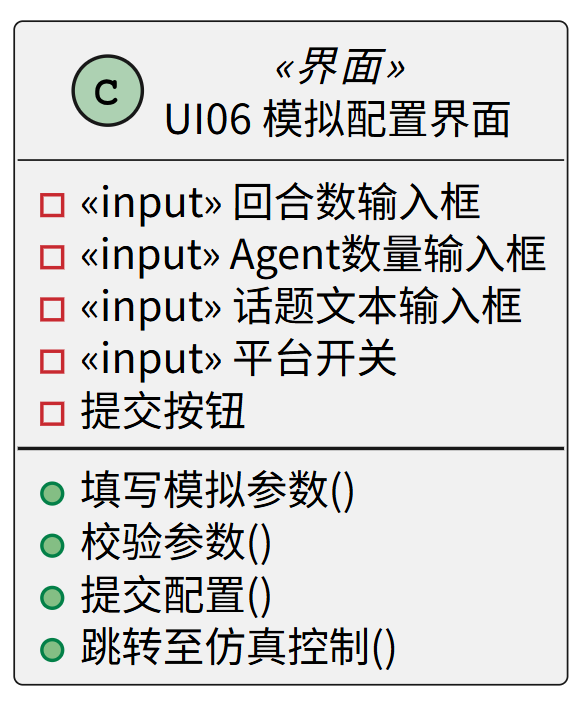 C
«界面»
UI06 模拟配置界面
«input» 回合数输入框
«input» Agent数量输入框
«input» 话题文本输入框
«input» 平台开关
提交按钮
填写模拟参数()
校验参数()
提交配置()
跳转至仿真控制()